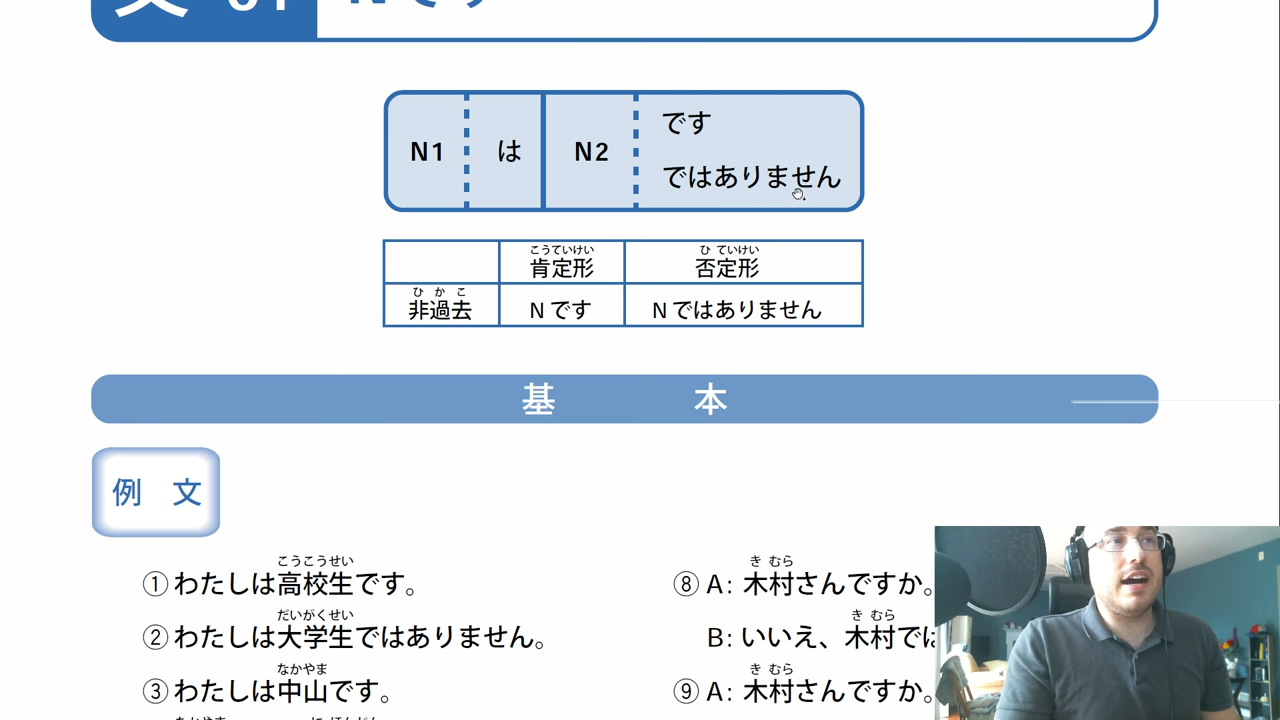 N です
N1 は N2 です
ではありません
こうていけい ひ ていけい
肯定形 否定形
ひ か こ
非過去 N です N ではありません
基 本
例 文
こうこうせい
① わたしは高校生です。
だいがくせい
② わたしは大学生ではありません。
なかやま
③ わたしは中山です。
き むら
⑧ A: 木村さんですか。
き むら
B: いいえ、木村では
き むら
⑨ A: 木村さんですか。